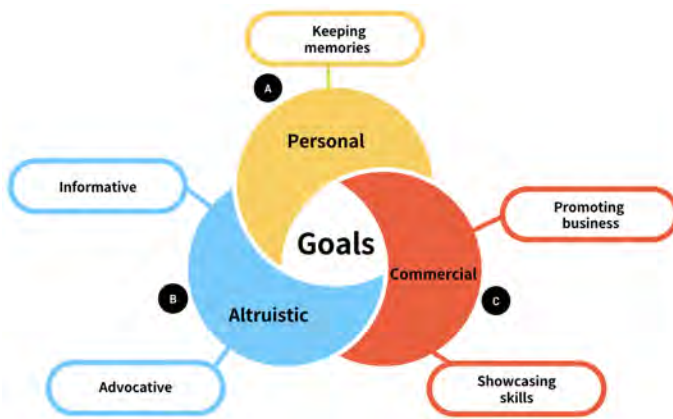 Keeping
memories
A
Personal
Informative
Promoting
business
Goals
Commercial
B
C
Altruistic
Advocative
Showcasing
skills